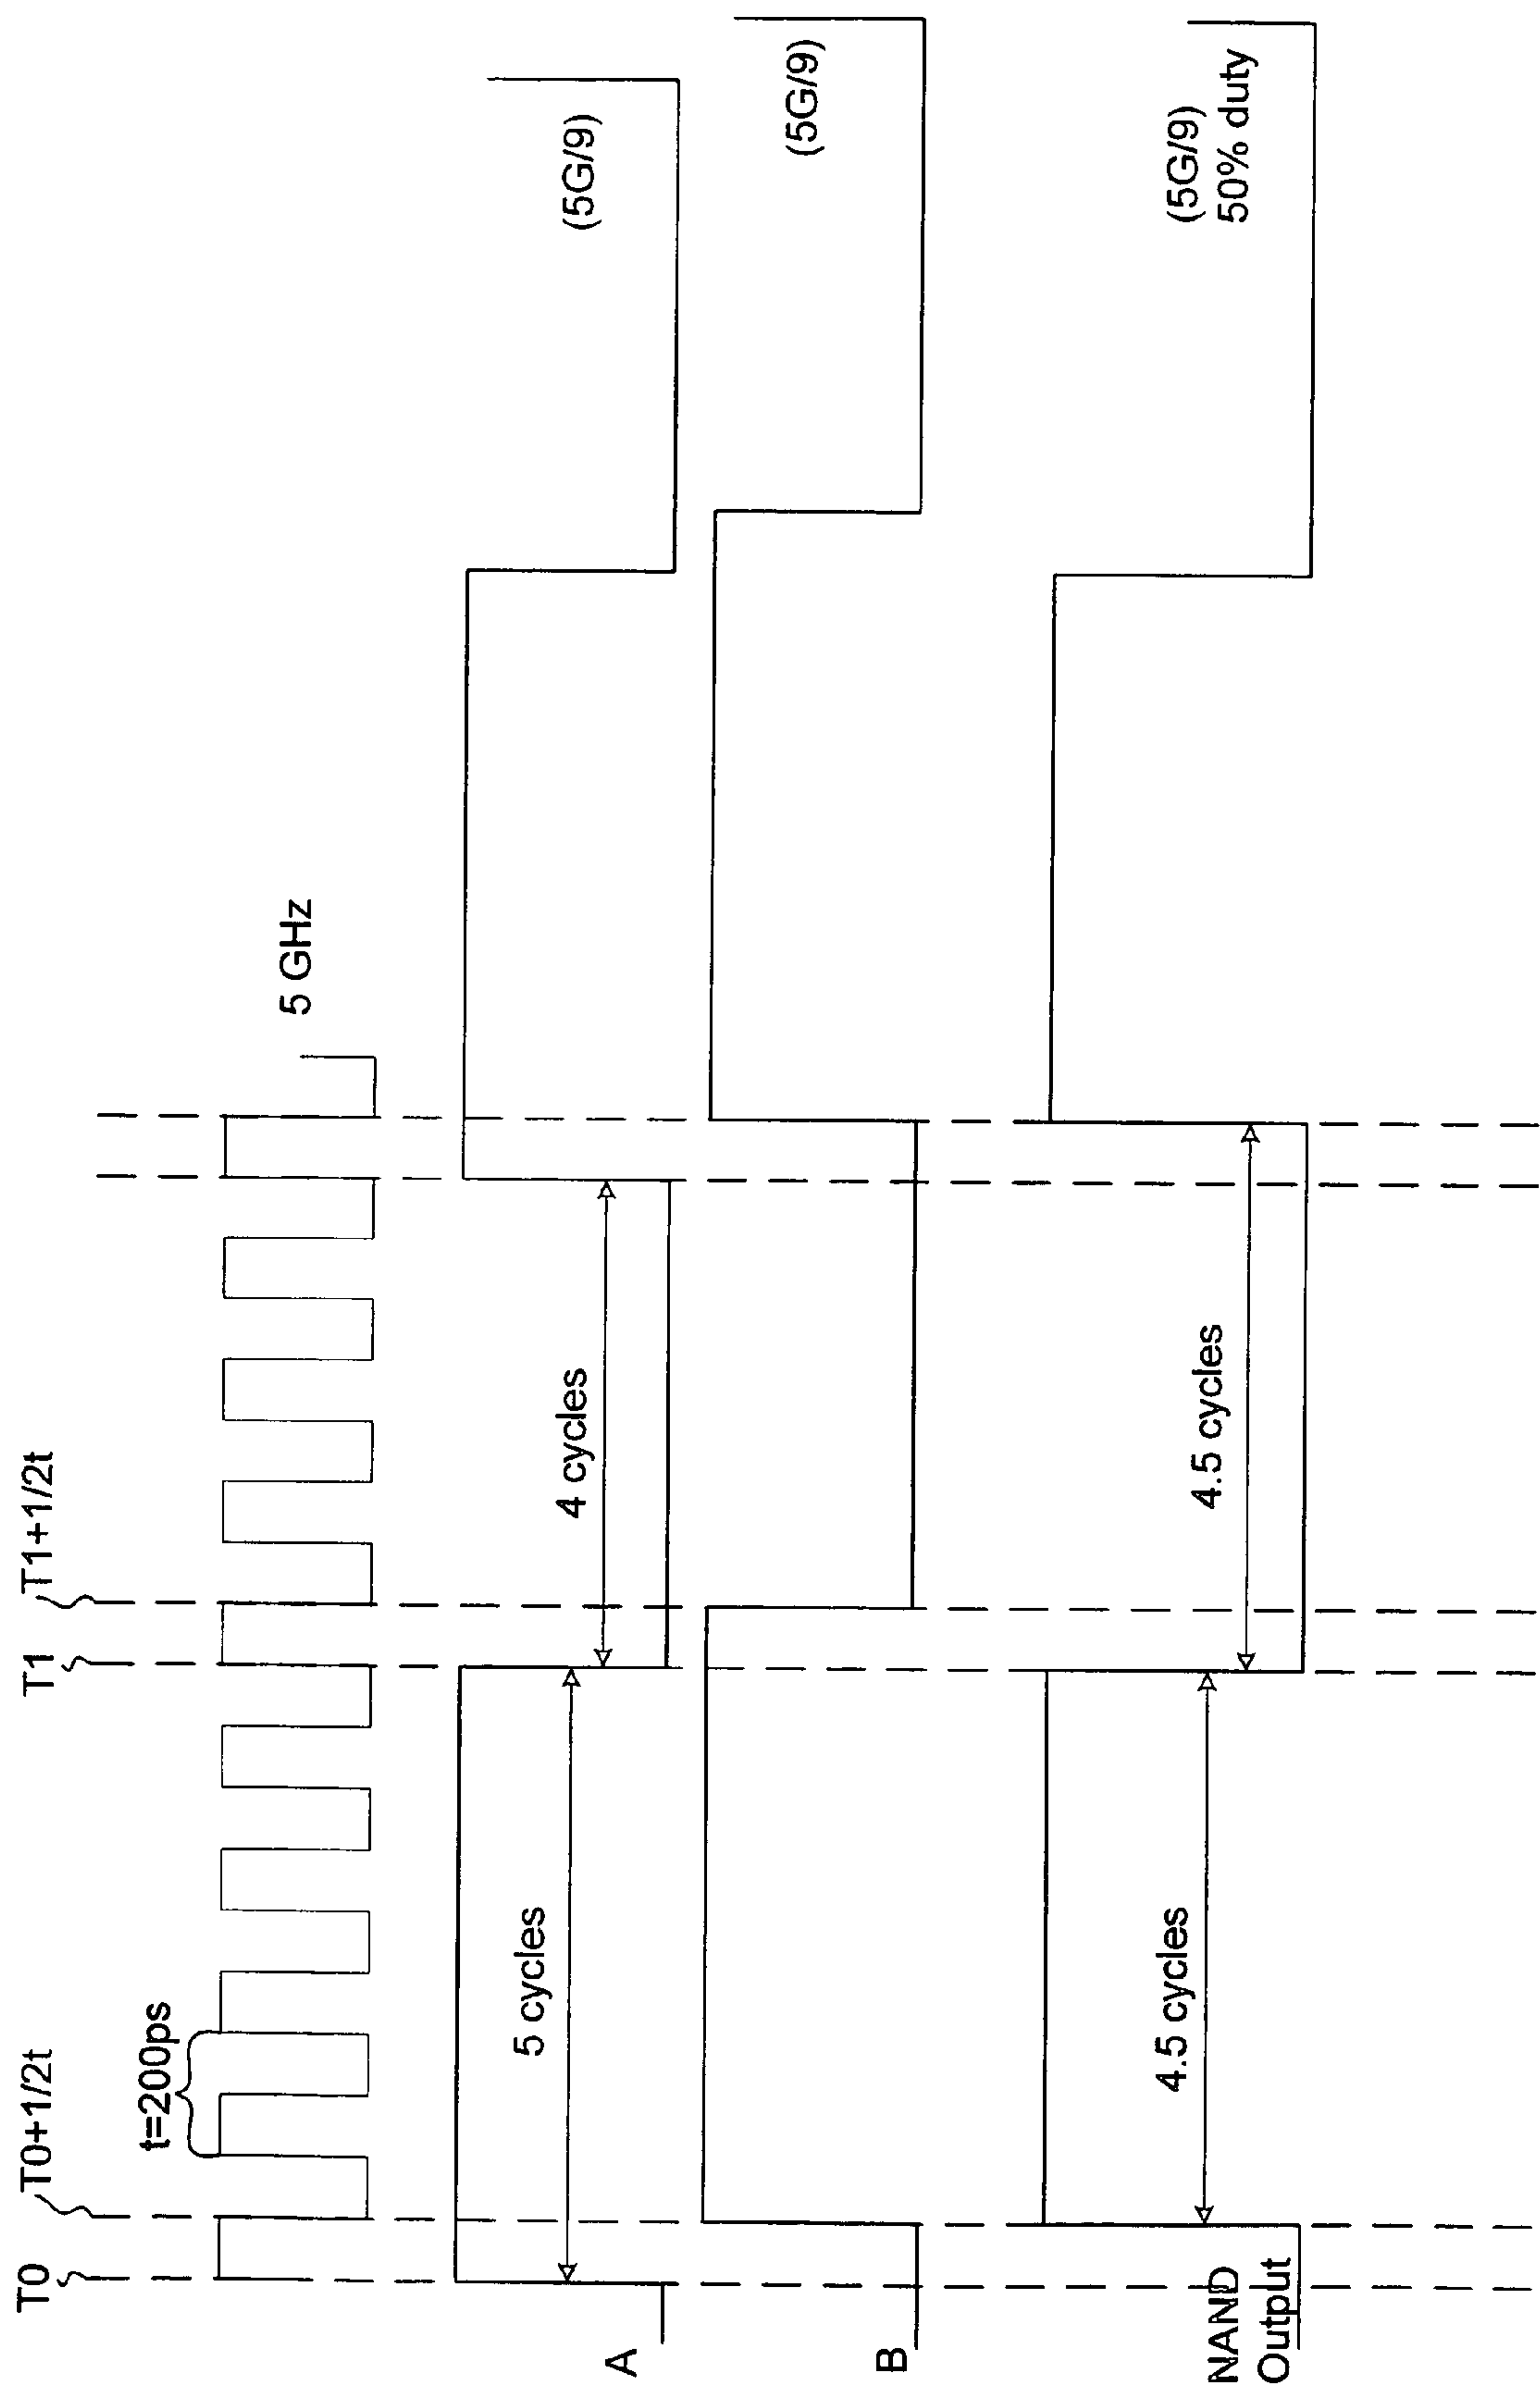 T0
T0+1/2t
T1
T1+1/2t
t=200ps
5 GHz
A
5 cycles
4 cycles
(5G/9)
B
(5G/9)
NAND
Output
4.5 cycles
4.5 cycles
(5G/9)
50% duty